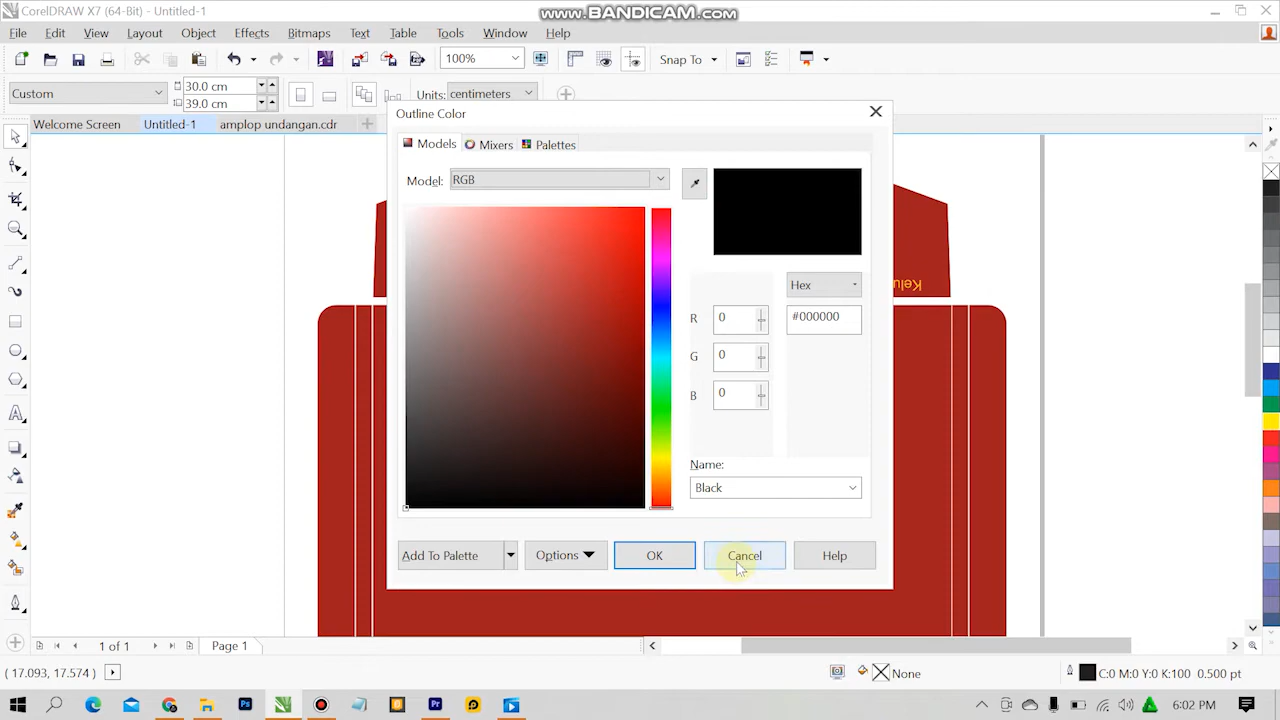 CorelDRAW X7 (64-Bit) - Untitled-1
www.BANDICAM.com
File Edit View Layout Object Effects Bitmaps Text Table Tools Window Help
100% Snap To
Custom 30.0 cm Units: centimeters
39.0 cm
Outline Color
Welcome Screen Untitled-1 amplop undangan.cdr
Models Mixers Palettes
Model: RGB
Kelu
Hex
R 0 #000000
G 0
B 0
Name:
Black
Add To Palette Options OK Cancel Help
1 of 1 Page 1
(17.093, 17.574) None C:0 M:0 Y:0 K:100 0.500 pt
Ps Pr 6:02 PM